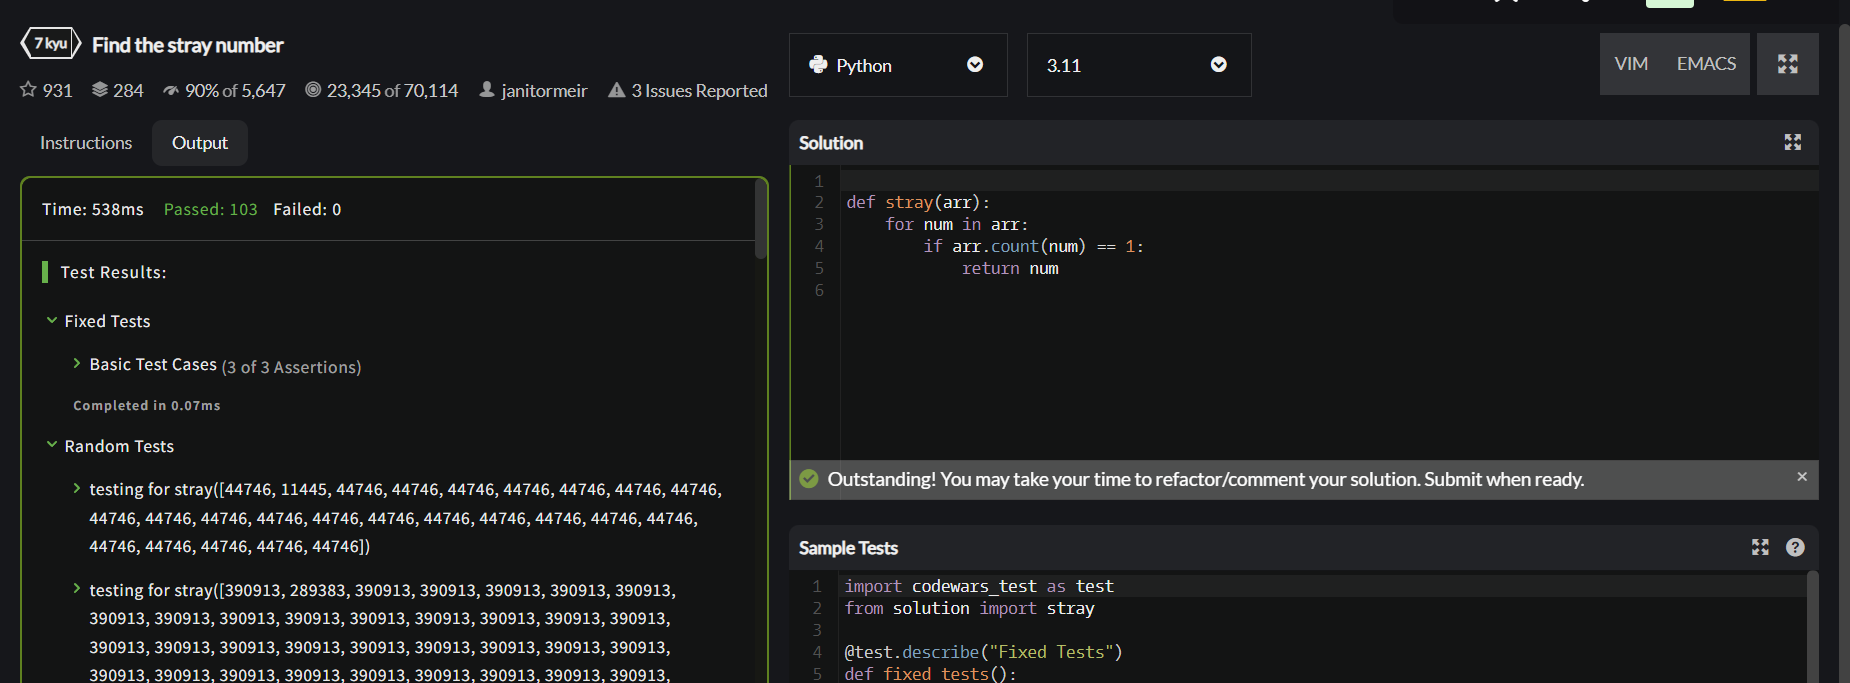 7 kyu Find the stray number
931 284 90% of 5,647 23,345 of 70,114 janitormeir 3 Issues Reported
Instructions Output
Time: 538ms Passed: 103 Failed: 0
Test Results:
Fixed Tests
Basic Test Cases (3 of 3 Assertions)
Completed in 0.07ms
Random Tests
testing for stray([44746, 11445, 44746, 44746, 44746, 44746, 44746, 44746, 44746,
44746, 44746, 44746, 44746, 44746, 44746, 44746, 44746, 44746, 44746, 44746,
44746, 44746, 44746, 44746, 44746])
testing for stray([390913, 289383, 390913, 390913, 390913, 390913, 390913,
390913, 390913, 390913, 390913, 390913, 390913, 390913, 390913, 390913,
390913, 390913, 390913, 390913, 390913, 390913, 390913, 390913, 390913,
390913, 390913, 390913, 390913, 390913, 390913, 390913, 390913, 390913,
Python 3.11 VIM EMACS
Solution
1
2 def stray(arr):
3     for num in arr:
4         if arr.count(num) == 1:
5             return num
6
Outstanding! You may take your time to refactor/comment your solution. Submit when ready. ×
Sample Tests ?
1 import codewars_test as test
2 from solution import stray
3
4 @test.describe("Fixed Tests")
5 def fixed_tests():